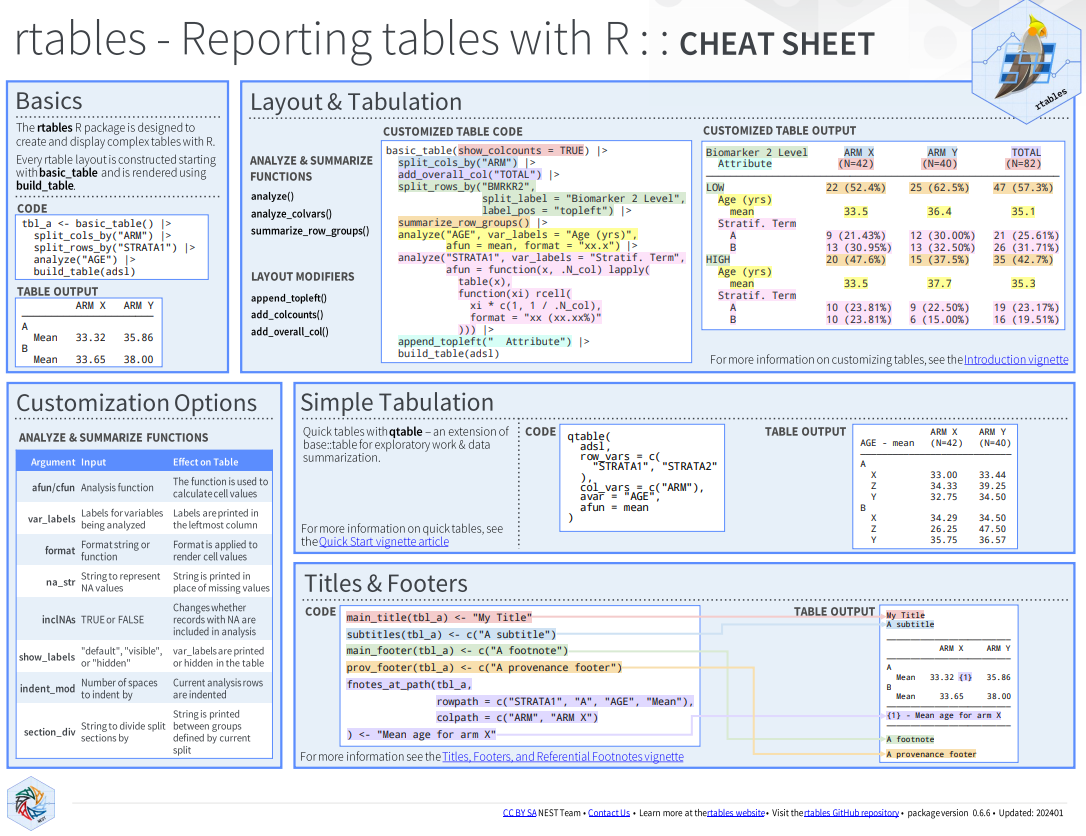 rtables - Reporting tables with R : : CHEAT SHEET
rtables
Basics
The rtables R package is designed to
create and display complex tables with R.
Every rtable layout is constructed starting
with basic_table and is rendered using
build_table.
CODE
tbl_a <- basic_table() |>
  split_cols_by("ARM") |>
  split_rows_by("STRATA1") |>
  analyze("AGE") |>
  build_table(adsl)
TABLE OUTPUT
ARM X ARM Y
A
Mean 33.32 35.86
B
Mean 33.65 38.00
Layout & Tabulation
ANALYZE & SUMMARIZE
FUNCTIONS
analyze()
analyze_colvars()
summarize_row_groups()
LAYOUT MODIFIERS
append_topleft()
add_colcounts()
add_overall_col()
CUSTOMIZED TABLE CODE
basic_table(show_colcounts = TRUE) |>
  split_cols_by("ARM") |>
  add_overall_col("TOTAL") |>
  split_rows_by("BMRKR2",
                split_label = "Biomarker 2 Level",
                label_pos = "topleft") |>
  summarize_row_groups() |>
  analyze("AGE", var_labels = "Age (yrs)",
          afun = mean, format = "xx.x") |>
  analyze("STRATA1", var_labels = "Stratif. Term",
          afun = function(x, .N_col) lapply(
            table(x),
            function(xi) rcell(
              xi * c(1, 1 / .N_col),
              format = "xx (xx.xx%)"
            ))) |>
  append_topleft("  Attribute") |>
  build_table(adsl)
CUSTOMIZED TABLE OUTPUT
Biomarker 2 Level ARM X ARM Y TOTAL
Attribute (N=42) (N=40) (N=82)
LOW 22 (52.4%) 25 (62.5%) 47 (57.3%)
Age (yrs)
mean 33.5 36.4 35.1
Stratif. Term
A 9 (21.43%) 12 (30.00%) 21 (25.61%)
B 13 (30.95%) 13 (32.50%) 26 (31.71%)
HIGH 20 (47.6%) 15 (37.5%) 35 (42.7%)
Age (yrs)
mean 33.5 37.7 35.3
Stratif. Term
A 10 (23.81%) 9 (22.50%) 19 (23.17%)
B 10 (23.81%) 6 (15.00%) 16 (19.51%)
For more information on customizing tables, see the Introduction vignette
Customization Options
ANALYZE & SUMMARIZE FUNCTIONS
Argument Input Effect on Table
afun/cfun Analysis function The function is used to
calculate cell values
var_labels Labels for variables
being analyzed Labels are printed in
the leftmost column
format Format string or
function Format is applied to
render cell values
na_str String to represent
NA values String is printed in
place of missing values
inclNAs TRUE or FALSE Changes whether
records with NA are
included in analysis
show_labels "default", "visible",
or "hidden" var_labels are printed
or hidden in the table
indent_mod Number of spaces
to indent by Current analysis rows
are indented
section_div String to divide split
sections by String is printed
between groups
defined by current
split
Simple Tabulation
Quick tables with qtable – an extension of
base::table for exploratory work & data
summarization.
For more information on quick tables, see
the Quick Start vignette article
CODE
qtable(
  adsl,
  row_vars = c(
    "STRATA1", "STRATA2"
  ),
  col_vars = c("ARM"),
  avar = "AGE",
  afun = mean
)
TABLE OUTPUT
ARM X ARM Y
AGE - mean (N=42) (N=40)
A
X 33.00 33.44
Z 34.33 39.25
Y 32.75 34.50
B
X 34.29 34.50
Z 26.25 47.50
Y 35.75 36.57
Titles & Footers
CODE
main_title(tbl_a) <- "My Title"
subtitles(tbl_a) <- c("A subtitle")
main_footer(tbl_a) <- c("A footnote")
prov_footer(tbl_a) <- c("A provenance footer")
fnotes_at_path(tbl_a,
               rowpath = c("STRATA1", "A", "AGE", "Mean"),
               colpath = c("ARM", "ARM X")
) <- "Mean age for arm X"
For more information see the Titles, Footers, and Referential Footnotes vignette
TABLE OUTPUT
My Title
A subtitle
ARM X ARM Y
A
Mean 33.32 {1} 35.86
B
Mean 33.65 38.00
{1} - Mean age for arm X
A footnote
A provenance footer
NEST
CC BY SA NEST Team • Contact Us • Learn more at the rtables website • Visit the rtables GitHub repository • package version 0.6.6 • Updated: 202401